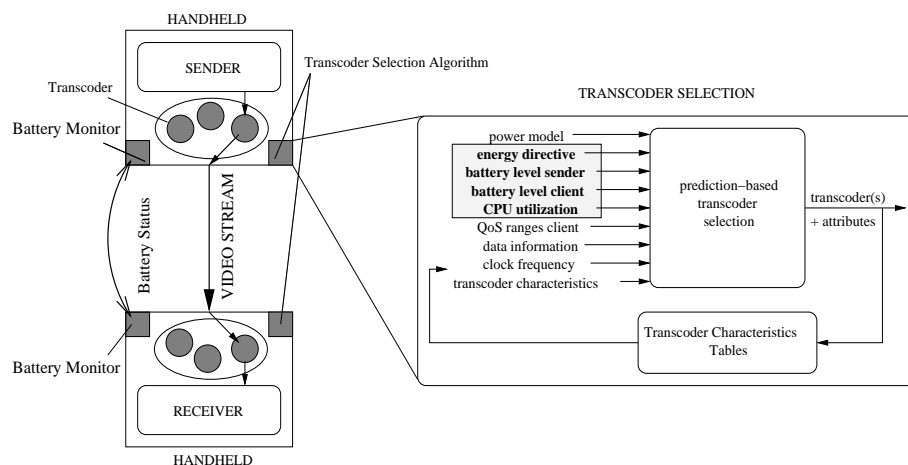 HANDHELD
SENDER
Transcoder Selection Algorithm
Transcoder
Battery Monitor
Battery Status
VIDEO STREAM
Battery Monitor
RECEIVER
HANDHELD
TRANSCODER SELECTION
power model
energy directive
battery level sender
battery level client
CPU utilization
QoS ranges client
data information
clock frequency
transcoder characteristics
prediction−based
transcoder
selection
transcoder(s)
+ attributes
Transcoder Characteristics
Tables